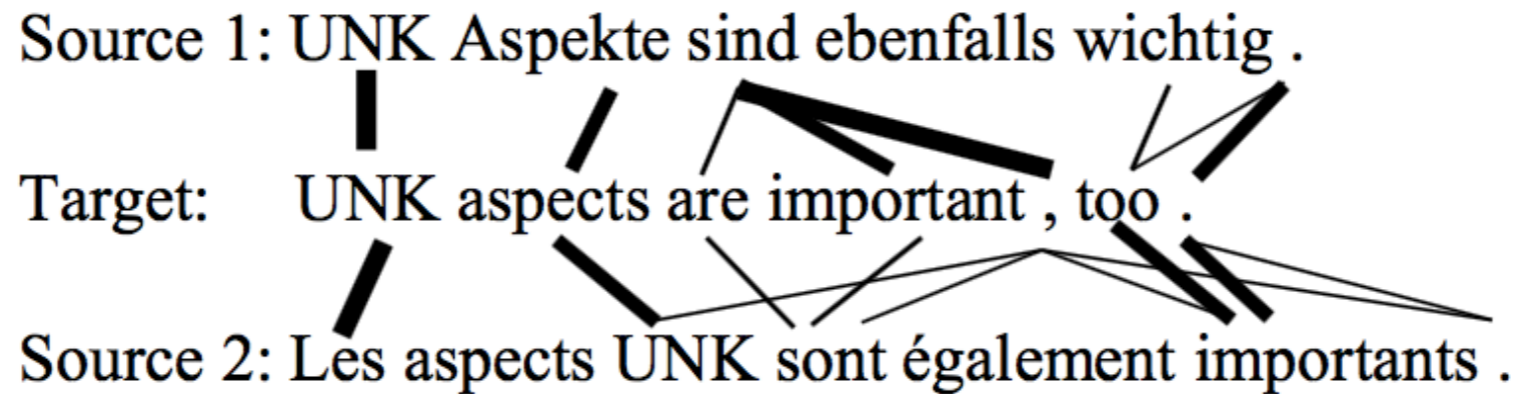 Source 1: UNK Aspekte sind ebenfalls wichtig .
Target: UNK aspects are important , too .
Source 2: Les aspects UNK sont également importants .